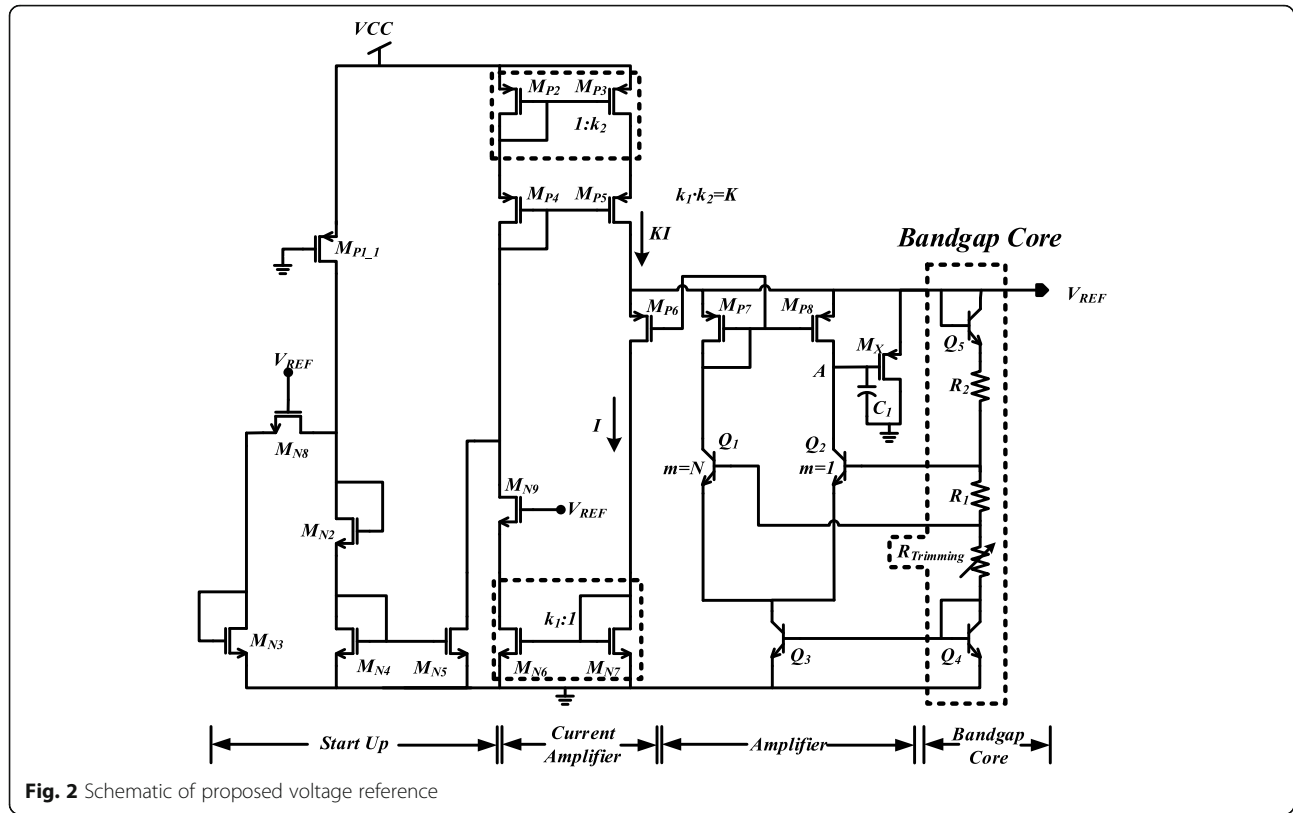 VCC
M_P2 M_P3
1:k_2
M_P4 M_P5
k_1·k_2=K
KI
M_P1_1
Bandgap Core
V_REF
M_P6 M_P7 M_P8
M_X
Q_5
V_REF
A
R_2
C_1
M_N8
I
Q_1 Q_2
m=N m=1
M_N9
V_REF
R_1
M_N2
R_Trimming
k_1:1
M_N3 M_N4 M_N5 M_N6 M_N7
Q_3 Q_4
Start Up
Current Amplifier
Amplifier
Bandgap Core
Fig. 2 Schematic of proposed voltage reference